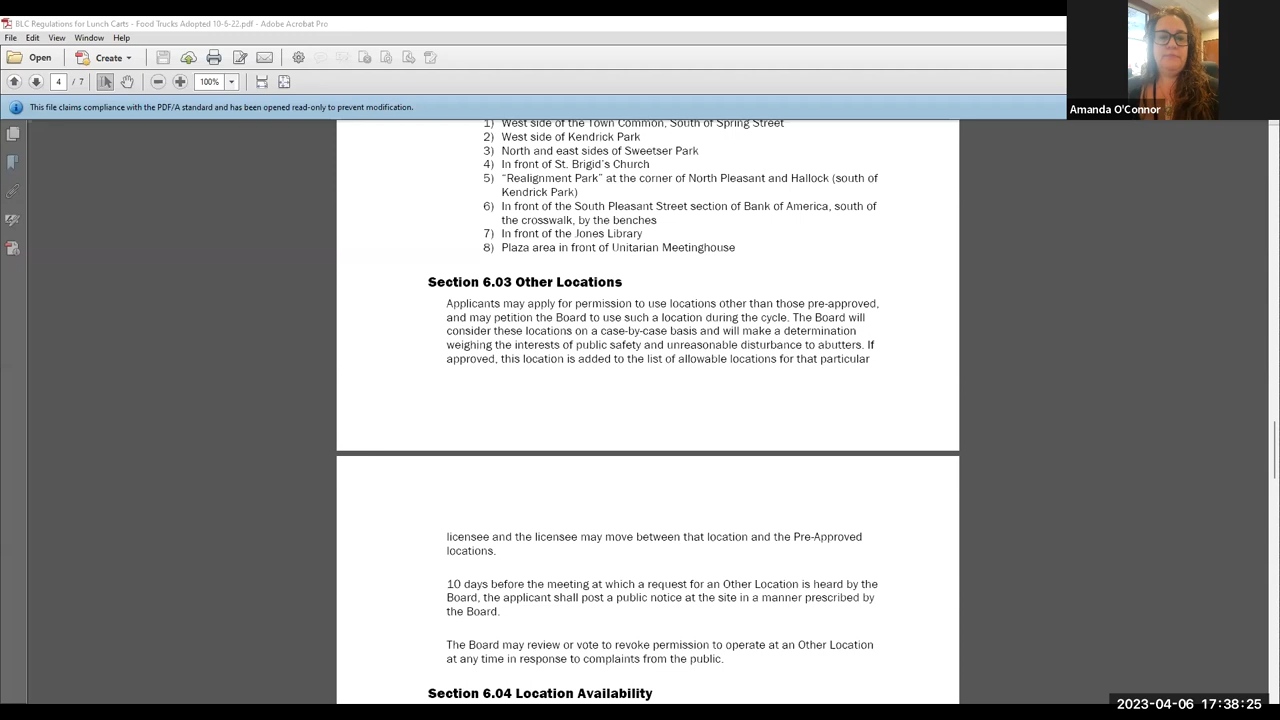 BLC Regulations for Lunch Carts - Food Trucks Adopted 10-6-22.pdf - Adobe Acrobat Pro
File Edit View Window Help
Open Create
4 / 7 100%
This file claims compliance with the PDF/A standard and has been opened read-only to prevent modification.
Amanda O'Connor
1) West side of the Town Common, South of Spring Street
2) West side of Kendrick Park
3) North and east sides of Sweetser Park
4) In front of St. Brigid's Church
5) "Realignment Park" at the corner of North Pleasant and Hallock (south of
Kendrick Park)
6) In front of the South Pleasant Street section of Bank of America, south of
the crosswalk, by the benches
7) In front of the Jones Library
8) Plaza area in front of Unitarian Meetinghouse
Section 6.03 Other Locations
Applicants may apply for permission to use locations other than those pre-approved,
and may petition the Board to use such a location during the cycle. The Board will
consider these locations on a case-by-case basis and will make a determination
weighing the interests of public safety and unreasonable disturbance to abutters. If
approved, this location is added to the list of allowable locations for that particular
licensee and the licensee may move between that location and the Pre-Approved
locations.
10 days before the meeting at which a request for an Other Location is heard by the
Board, the applicant shall post a public notice at the site in a manner prescribed by
the Board.
The Board may review or vote to revoke permission to operate at an Other Location
at any time in response to complaints from the public.
Section 6.04 Location Availability
2023-04-06 17:38:25